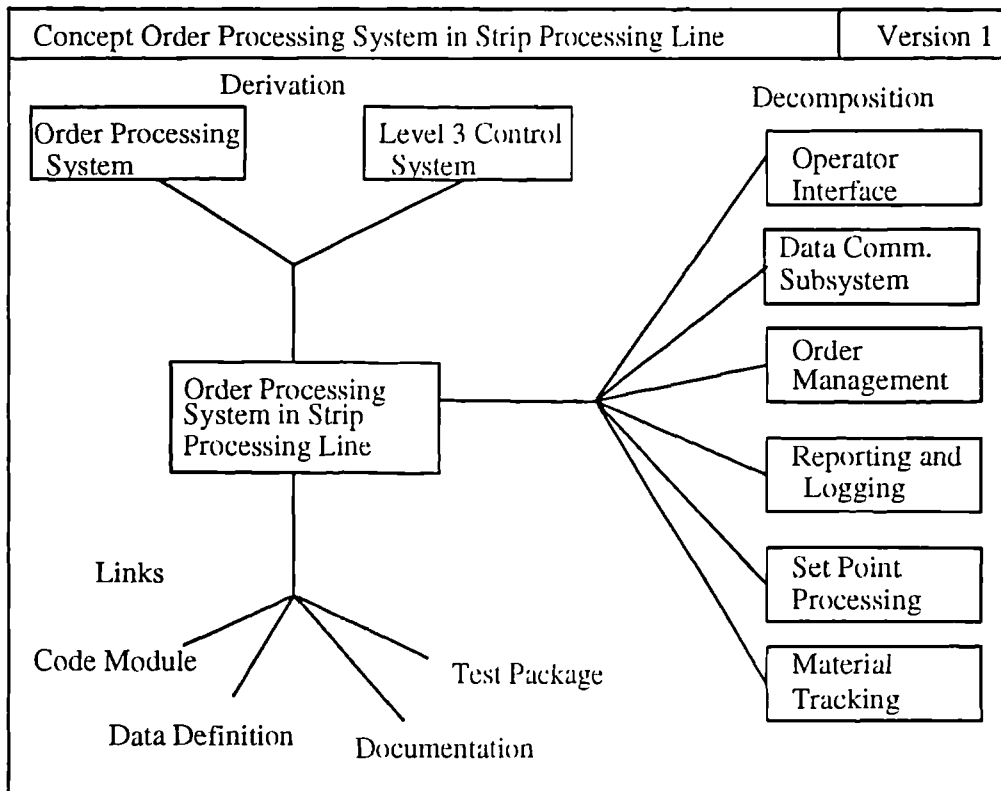 Concept Order Processing System in Strip Processing Line
Version 1
Derivation
Order Processing
System
Level 3 Control
System
Decomposition
Operator
Interface
Data Comm.
Subsystem
Order
Management
Order Processing
System in Strip
Processing Line
Reporting and
Logging
Set Point
Processing
Material
Tracking
Links
Code Module
Data Definition
Documentation
Test Package